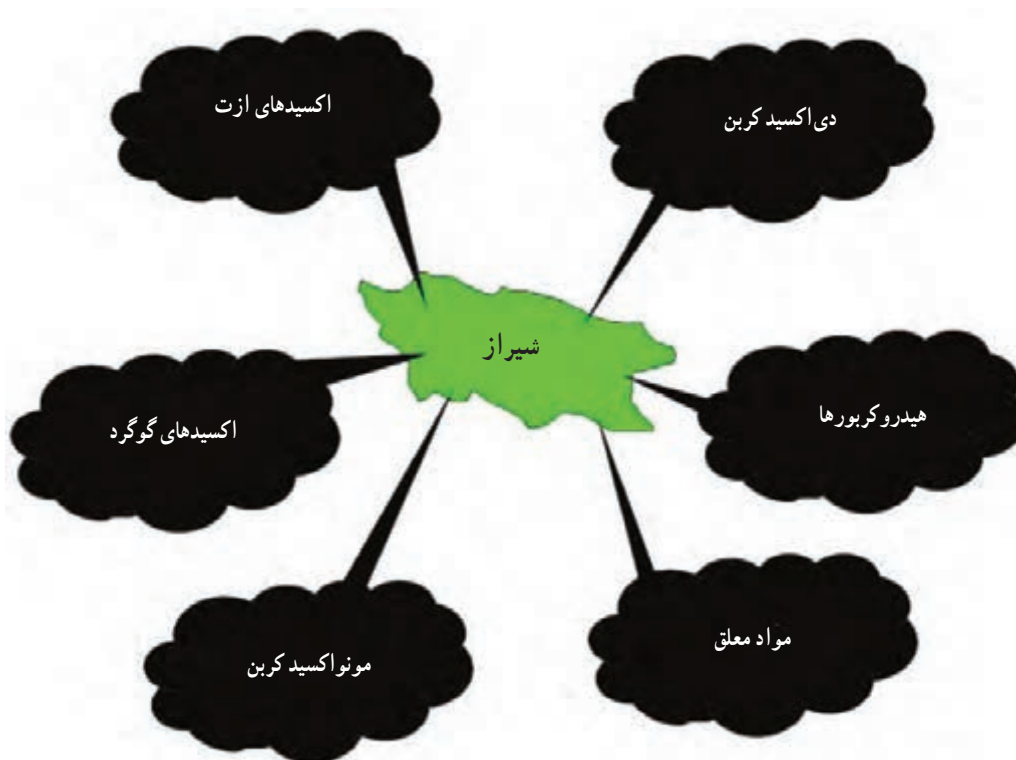 دی‌اکسید کربن
اکسیدهای ازت
شیراز
هیدروکربورها
اکسیدهای گوگرد
مواد معلق
مونواکسید کربن